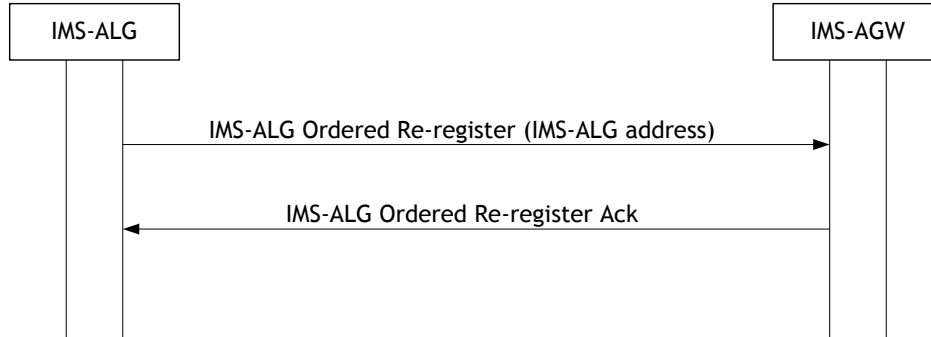 IMS-ALG
IMS-AGW
IMS-ALG Ordered Re-register (IMS-ALG address)
IMS-ALG Ordered Re-register Ack